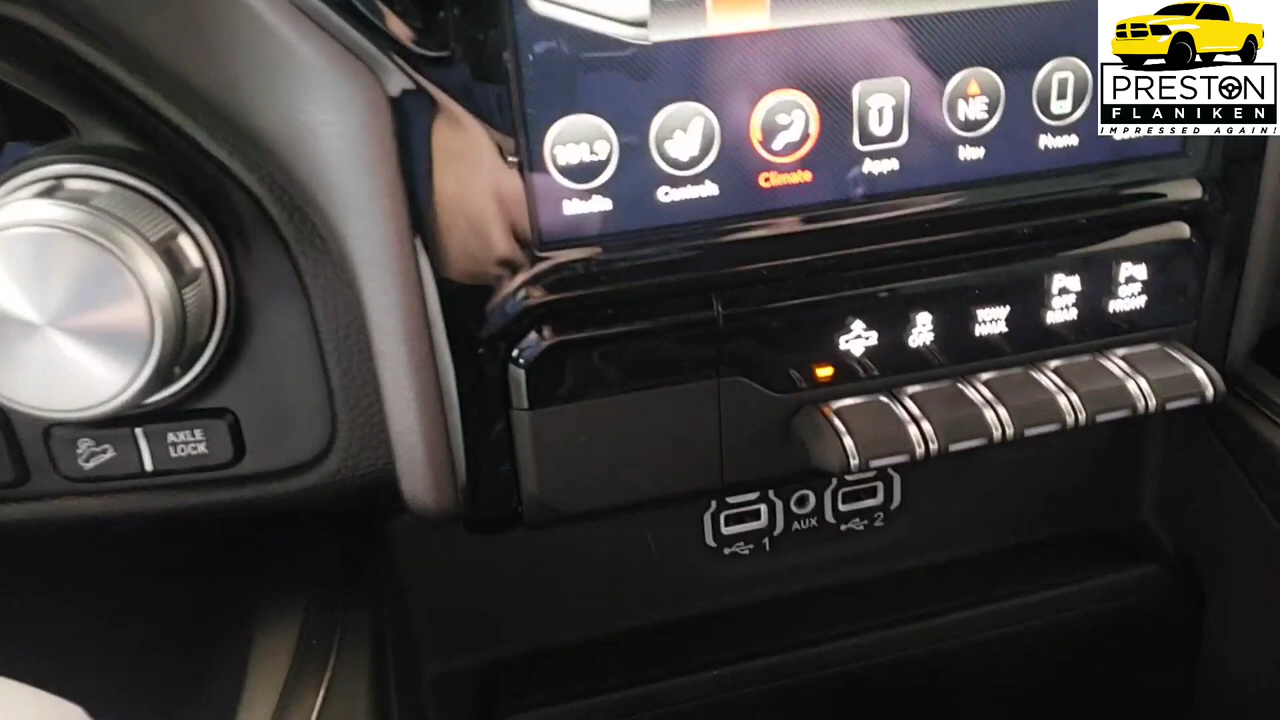 PRESTON
FLANIKEN
IMPRESSED AGAIN!
101.9
NE
Media
Controls
Climate
Apps
Nav
Phone
OFF
TOW/
HAUL
OFF
REAR
OFF
FRONT
AXLE
LOCK
AUX
1
2